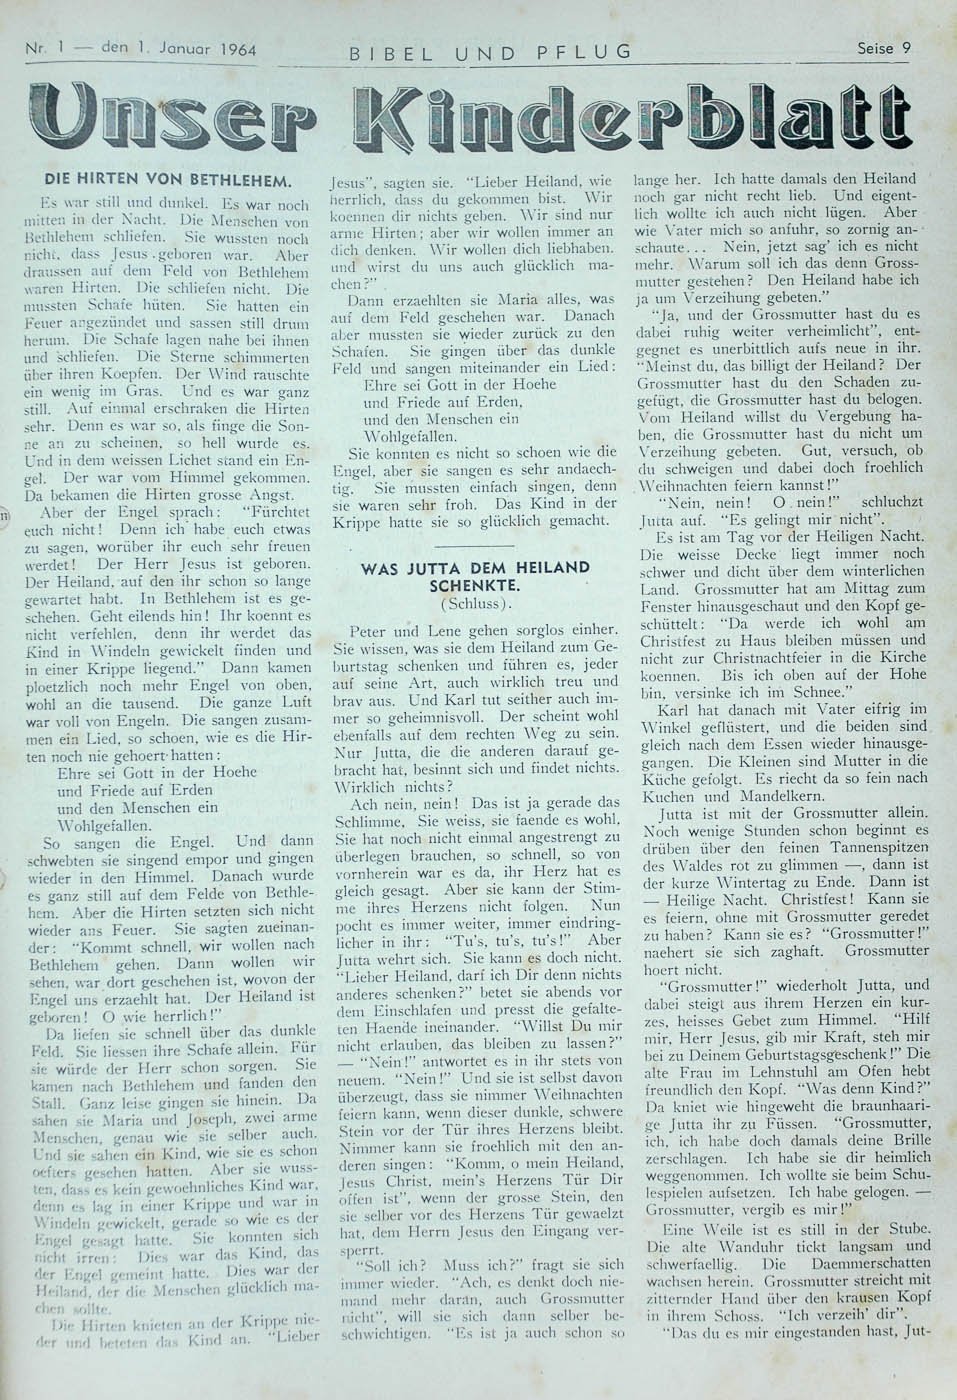 Nr. 1 — den 1. Januar 1964
BIBEL UND PFLUG
Seise 9
Unser Kinderblatt
DIE HIRTEN VON BETHLEHEM.
Es war still und dunkel. Es war noch
mitten in der Nacht. Die Menschen von
Bethlehem schliefen. Sie wussten noch
nicht, dass Jesus geboren war. Aber
draussen auf dem Feld von Bethlehem
waren Hirten. Die schliefen nicht. Die
mussten Schafe hüten. Sie hatten ein
Feuer angezündet und sassen still drum
herum. Die Schafe lagen nahe bei ihnen
und schliefen. Die Sterne schimmerten
über ihren Koepfen. Der Wind rauschte
ein wenig im Gras. Und es war ganz
still. Auf einmal erschraken die Hirten
sehr. Denn es war so, als finge die Son-
ne an zu scheinen, so hell wurde es.
Und in dem weissen Lichet stand ein En-
gel. Der war vom Himmel gekommen.
Da bekamen die Hirten grosse Angst.
Aber der Engel sprach: "Fürchtet
euch nicht! Denn ich habe euch etwas
zu sagen, worüber ihr euch sehr freuen
werdet! Der Herr Jesus ist geboren.
Der Heiland, auf den ihr schon so lange
gewartet habt. In Bethlehem ist es ge-
schehen. Geht eilends hin! Ihr koennt es
nicht verfehlen, denn ihr werdet das
Kind in Windeln gewickelt finden und
in einer Krippe liegend." Dann kamen
ploetzlich noch mehr Engel von oben,
wohl an die tausend. Die ganze Luft
war voll von Engeln. Die sangen zusam-
men ein Lied, so schoen, wie es die Hir-
ten noch nie gehoert hatten:
Ehre sei Gott in der Hoehe
und Friede auf Erden
und den Menschen ein
Wohlgefallen.
So sangen die Engel. Und dann
schwebten sie singend empor und gingen
wieder in den Himmel. Danach wurde
es ganz still auf dem Felde von Bethle-
hem. Aber die Hirten setzten sich nicht
wieder ans Feuer. Sie sagten zueinan-
der: "Kommt schnell, wir wollen nach
Bethlehem gehen. Dann wollen wir
sehen, war dort geschehen ist, wovon der
Engel uns erzaehlt hat. Der Heiland ist
geboren! O wie herrlich!"
Da liefen sie schnell über das dunkle
Feld. Sie liessen ihre Schafe allein. Für
sie würde der Herr schon sorgen. Sie
kamen nach Bethlehem und fanden den
Stall. Ganz leise gingen sie hinein. Da
sahen sie Maria und Joseph, zwei arme
Menschen, genau wie sie selber auch.
Und sie sahen ein Kind, wie sie es schon
oefters gesehen hatten. Aber sie wuss-
ten, dass es kein gewoehnliches Kind war,
denn es lag in einer Krippe und war in
Windeln gewickelt, gerade so wie es der
Engel gesagt hatte. Sie konnten sich
nicht irren: Dies war das Kind, das
der Engel gemeint hatte. Dies war der
Heiland, der die Menschen glücklich ma-
chen sollte.
Die Hirten knieten an der Krippe nie-
der und beteten das Kind an. "Lieber
Jesus", sagten sie. "Lieber Heiland, wie
herrlich, dass du gekommen bist. Wir
koennen dir nichts geben. Wir sind nur
arme Hirten; aber wir wollen immer an
dich denken. Wir wollen dich liebhaben.
und wirst du uns auch glücklich ma-
chen?"
Dann erzaehlten sie Maria alles, was
auf dem Feld geschehen war. Danach
aber mussten sie wieder zurück zu den
Schafen. Sie gingen über das dunkle
Feld und sangen miteinander ein Lied:
Ehre sei Gott in der Hoehe
und Friede auf Erden,
und den Menschen ein
Wohlgefallen.
Sie konnten es nicht so schoen wie die
Engel, aber sie sangen es sehr andaech-
tig. Sie mussten einfach singen, denn
sie waren sehr froh. Das Kind in der
Krippe hatte sie so glücklich gemacht.
WAS JUTTA DEM HEILAND
SCHENKTE.
(Schluss).
Peter und Lene gehen sorglos einher.
Sie wissen, was sie dem Heiland zum Ge-
burtstag schenken und führen es, jeder
auf seine Art, auch wirklich treu und
brav aus. Und Karl tut seither auch im-
mer so geheimnisvoll. Der scheint wohl
ebenfalls auf dem rechten Weg zu sein.
Nur Jutta, die die anderen darauf ge-
bracht hat, besinnt sich und findet nichts.
Wirklich nichts?
Ach nein, nein! Das ist ja gerade das
Schlimme, Sie weiss, sie faende es wohl,
Sie hat noch nicht einmal angestrengt zu
überlegen brauchen, so schnell, so von
vornherein war es da, ihr Herz hat es
gleich gesagt. Aber sie kann der Stim-
me ihres Herzens nicht folgen. Nun
pocht es immer weiter, immer eindring-
licher in ihr: "Tu's, tu's, tu's!" Aber
Jutta wehrt sich. Sie kann es doch nicht.
"Lieber Heiland, darf ich Dir denn nichts
anderes schenken?" betet sie abends vor
dem Einschlafen und presst die gefalte-
ten Haende ineinander. "Willst Du mir
nicht erlauben, das bleiben zu lassen?"
— "Nein!" antwortet es in ihr stets von
neuem. "Nein!" Und sie ist selbst davon
überzeugt, dass sie nimmer Weihnachten
feiern kann, wenn dieser dunkle, schwere
Stein vor der Tür ihres Herzens bleibt.
Nimmer kann sie froehlich mit den an-
deren singen: "Komm, o mein Heiland,
Jesus Christ, mein's Herzens Tür Dir
offen ist", wenn der grosse Stein, den
sie selber vor des Herzens Tür gewaelzt
hat, dem Herrn Jesus den Eingang ver-
sperrt.
"Soll ich? Muss ich?" fragt sie sich
immer wieder. "Ach, es denkt doch nie-
mand mehr daran, auch Grossmutter
nicht", will sie sich dann selber be-
schwichtigen. "Es ist ja auch schon so
lange her. Ich hatte damals den Heiland
noch gar nicht recht lieb. Und eigent-
lich wollte ich auch nicht lügen. Aber
wie Vater mich so anfuhr, so zornig an-
schaute... Nein, jetzt sag' ich es nicht
mehr. Warum soll ich das denn Gross-
mutter gestehen? Den Heiland habe ich
ja um Verzeihung gebeten."
"Ja, und der Grossmutter hast du es
dabei ruhig weiter verheimlicht", ent-
gegnet es unerbittlich aufs neue in ihr.
"Meinst du, das billigt der Heiland? Der
Grossmutter hast du den Schaden zu-
gefügt, die Grossmutter hast du belogen.
Vom Heiland willst du Vergebung ha-
ben, die Grossmutter hast du nicht um
Verzeihung gebeten. Gut, versuch, ob
du schweigen und dabei doch froehlich
Weihnachten feiern kannst!"
"Nein, nein! O nein!" schluchzt
Jutta auf. "Es gelingt mir nicht".
Es ist am Tag vor der Heiligen Nacht.
Die weisse Decke liegt immer noch
schwer und dicht über dem winterlichen
Land. Grossmutter hat am Mittag zum
Fenster hinausgeschaut und den Kopf ge-
schüttelt: "Da werde ich wohl am
Christfest zu Haus bleiben müssen und
nicht zur Christnachtfeier in die Kirche
koennen. Bis ich oben auf der Hohe
bin, versinke ich im Schnee."
Karl hat danach mit Vater eifrig im
Winkel geflüstert, und die beiden sind
gleich nach dem Essen wieder hinausge-
gangen. Die Kleinen sind Mutter in die
Küche gefolgt. Es riecht da so fein nach
Kuchen und Mandelkern.
Jutta ist mit der Grossmutter allein.
Noch wenige Stunden schon beginnt es
drüben über den feinen Tannenspitzen
des Waldes rot zu glimmen —, dann ist
der kurze Wintertag zu Ende. Dann ist
— Heilige Nacht. Christfest! Kann sie
es feiern, ohne mit Grossmutter geredet
zu haben? Kann sie es? "Grossmutter!"
naehert sie sich zaghaft. Grossmutter
hoert nicht.
"Grossmutter!" wiederholt Jutta, und
dabei steigt aus ihrem Herzen ein kur-
zes, heisses Gebet zum Himmel. "Hilf
mir, Herr Jesus, gib mir Kraft, steh mir
bei zu Deinem Geburtstagsgeschenk!" Die
alte Frau im Lehnstuhl am Ofen hebt
freundlich den Kopf. "Was denn Kind?"
Da kniet wie hingeweht die braunhaari-
ge Jutta ihr zu Füssen. "Grossmutter,
ich, ich habe doch damals deine Brille
zerschlagen. Ich habe sie dir heimlich
weggenommen. Ich wollte sie beim Schu-
lespielen aufsetzen. Ich habe gelogen. —
Grossmutter, vergib es mir!"
Eine Weile ist es still in der Stube.
Die alte Wanduhr tickt langsam und
schwerfaellig. Die Daemmerschatten
wachsen herein. Grossmutter streicht mit
zitternder Hand über den krausen Kopf
in ihrem Schoss. "Ich verzeih' dir".
"Das du es mir eingestanden hast, Jut-